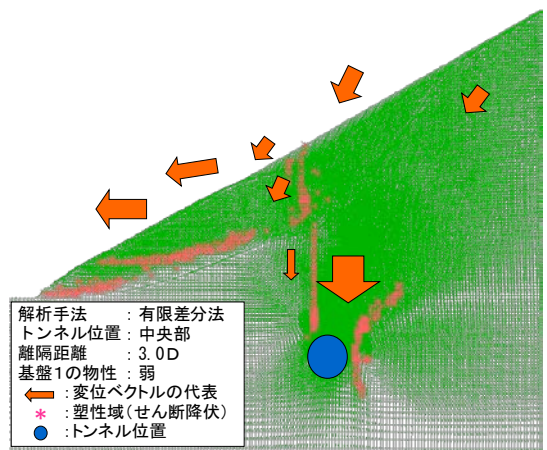 解析手法 : 有限差分法
トンネル位置 : 中央部
離隔距離 : 3.0D
基盤1の物性 : 弱
:変位ベクトルの代表
* :塑性域(せん断降伏)
:トンネル位置